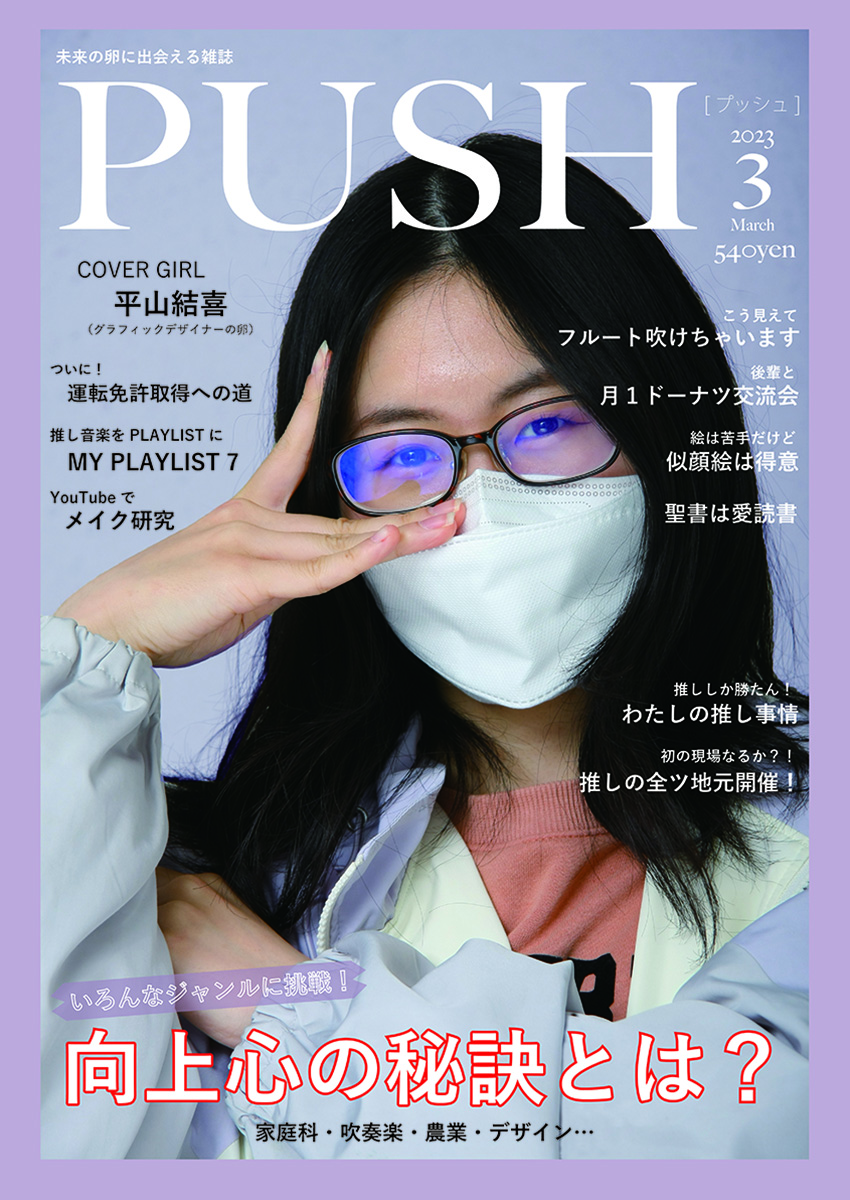 未来の卵に出会える雑誌
PUSH
[プッシュ]
2023
3
March
540yen
COVER GIRL
平山結喜
(グラフィックデザイナーの卵)
ついに!
運転免許取得への道
推し音楽をPLAYLISTに
MY PLAYLIST 7
YouTubeで
メイク研究
こう見えて
フルート吹けちゃいます
後輩と
月1ドーナツ交流会
絵は苦手だけど
似顔絵は得意
聖書は愛読書
推ししか勝たん!
わたしの推し事情
初の現場なるか?!
推しの全ツ地元開催!
いろんなジャンルに挑戦!
向上心の秘訣とは?
家庭科・吹奏楽・農業・デザイン…